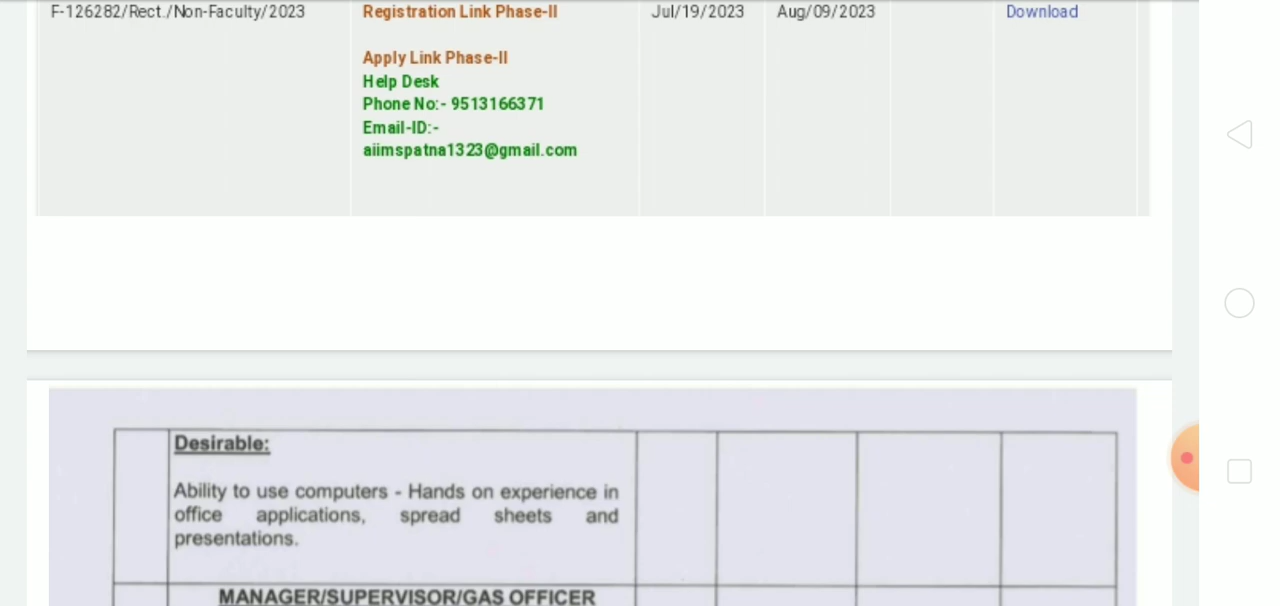 F-126282/Rect./Non-Faculty/2023 Registration Link Phase-II Jul/19/2023 Aug/09/2023 Download
Apply Link Phase-II
Help Desk
Phone No:- 9513166371
Email-ID:-
aiimspatna1323@gmail.com
Desirable:
Ability to use computers - Hands on experience in
office applications, spread sheets and
presentations.
MANAGER/SUPERVISOR/GAS OFFICER